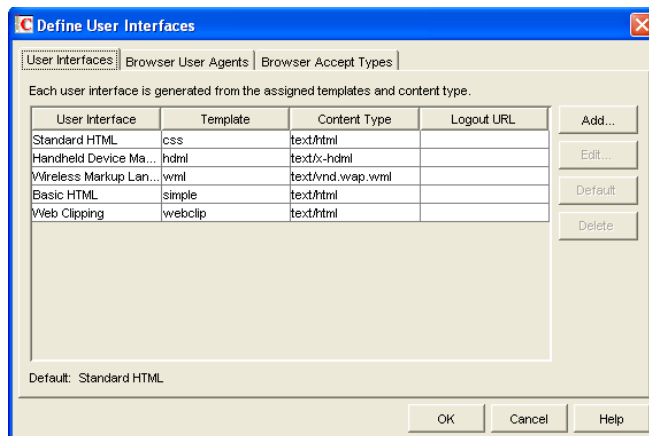 Define User Interfaces
User Interfaces Browser User Agents Browser Accept Types
Each user interface is generated from the assigned templates and content type.
User Interface Template Content Type Logout URL Add...
Standard HTML css text/html
Handheld Device Ma... hdml text/x-hdml Edit...
Wireless Markup Lan... wml text/vnd.wap.wml
Basic HTML simple text/html Default
Web Clipping webclip text/html
Delete
Default: Standard HTML
OK Cancel Help